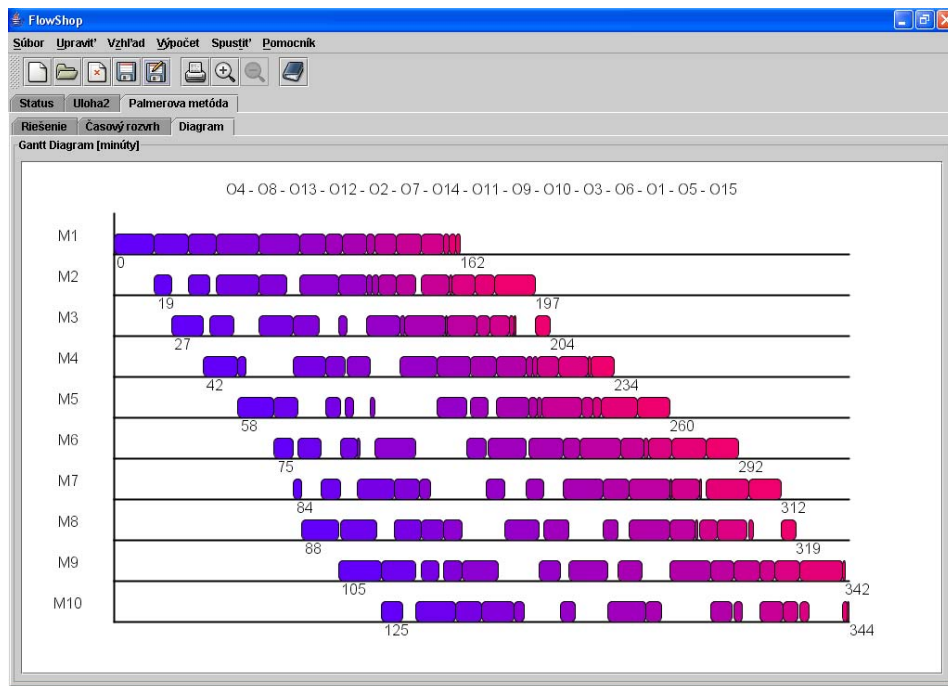 FlowShop
Súbor Upraviť Vzhľad Výpočet Spustiť Pomocník
Status Uloha2 Palmerova metóda
Riešenie Časový rozvrh Diagram
Gantt Diagram [minúty]
O4 - O8 - O13 - O12 - O2 - O7 - O14 - O11 - O9 - O10 - O3 - O6 - O1 - O5 - O15
M1
0 162
M2
19 197
M3
27 204
M4
42 234
M5
58 260
M6
75 292
M7
84 312
M8
88 319
M9
105 342
M10
125 344